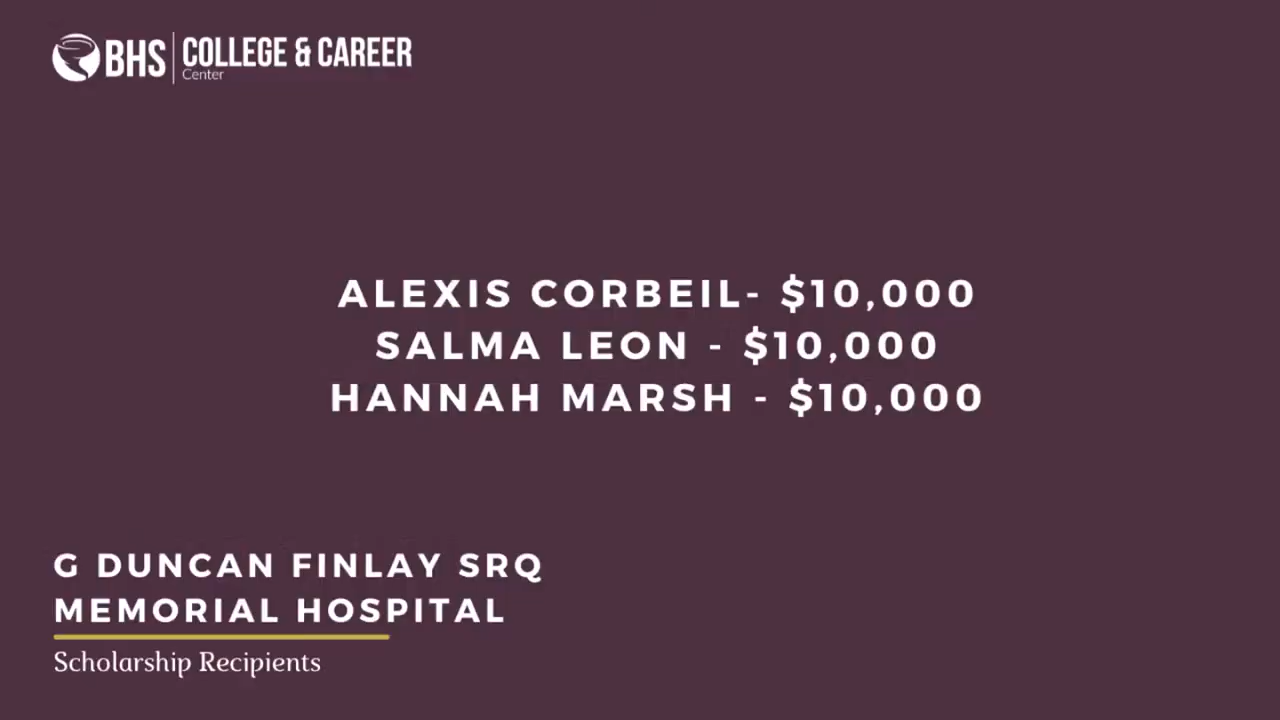 BHS COLLEGE & CAREER
Center
ALEXIS CORBEIL- $10,000
SALMA LEON - $10,000
HANNAH MARSH - $10,000
G DUNCAN FINLAY SRQ
MEMORIAL HOSPITAL
Scholarship Recipients